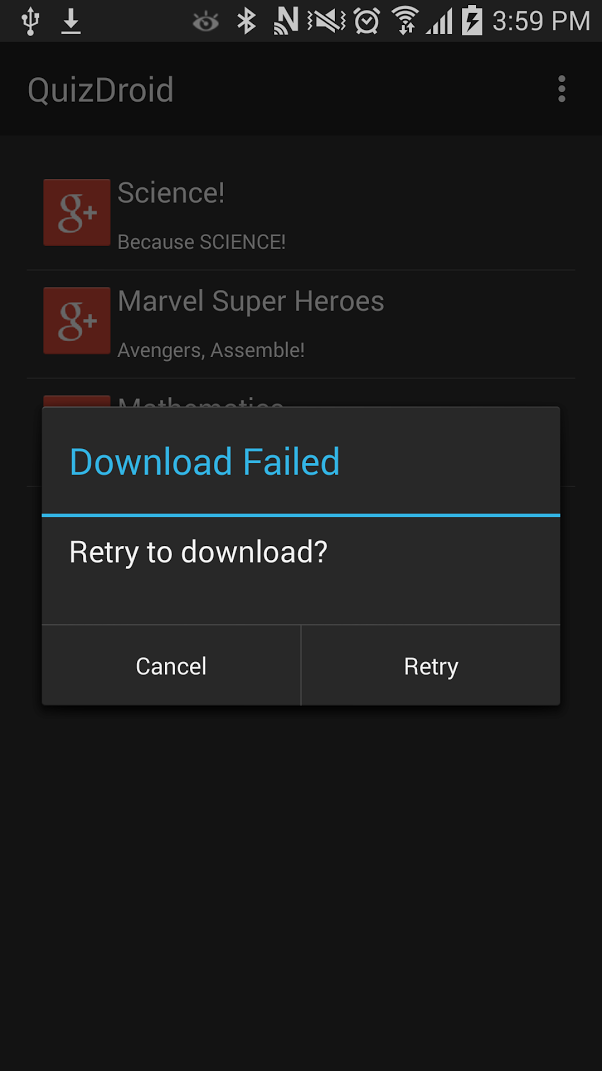 3:59 PM
QuizDroid
g+ Science!
Because SCIENCE!
g+ Marvel Super Heroes
Avengers, Assemble!
Mathematics
Download Failed
Retry to download?
Cancel Retry